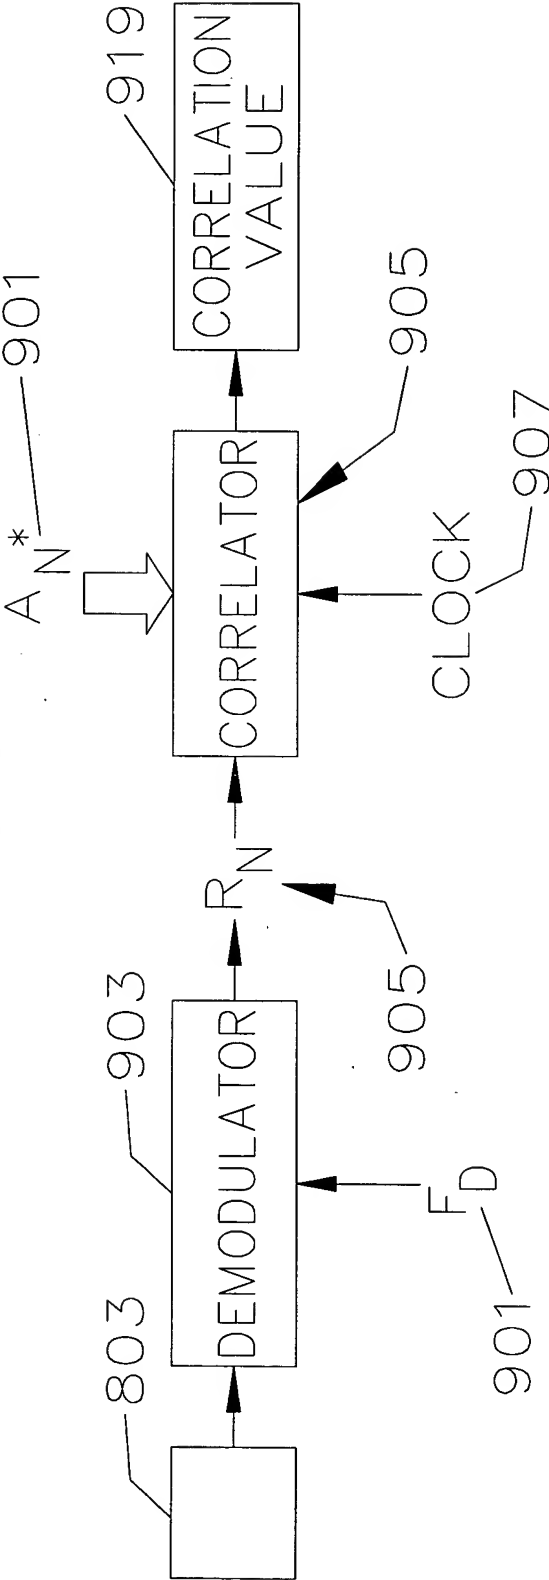 803
DEMODULATOR
903
F D
901
R N
905
CORRELATOR
A N*
901
CLOCK
907
905
CORRELATION
VALUE
919